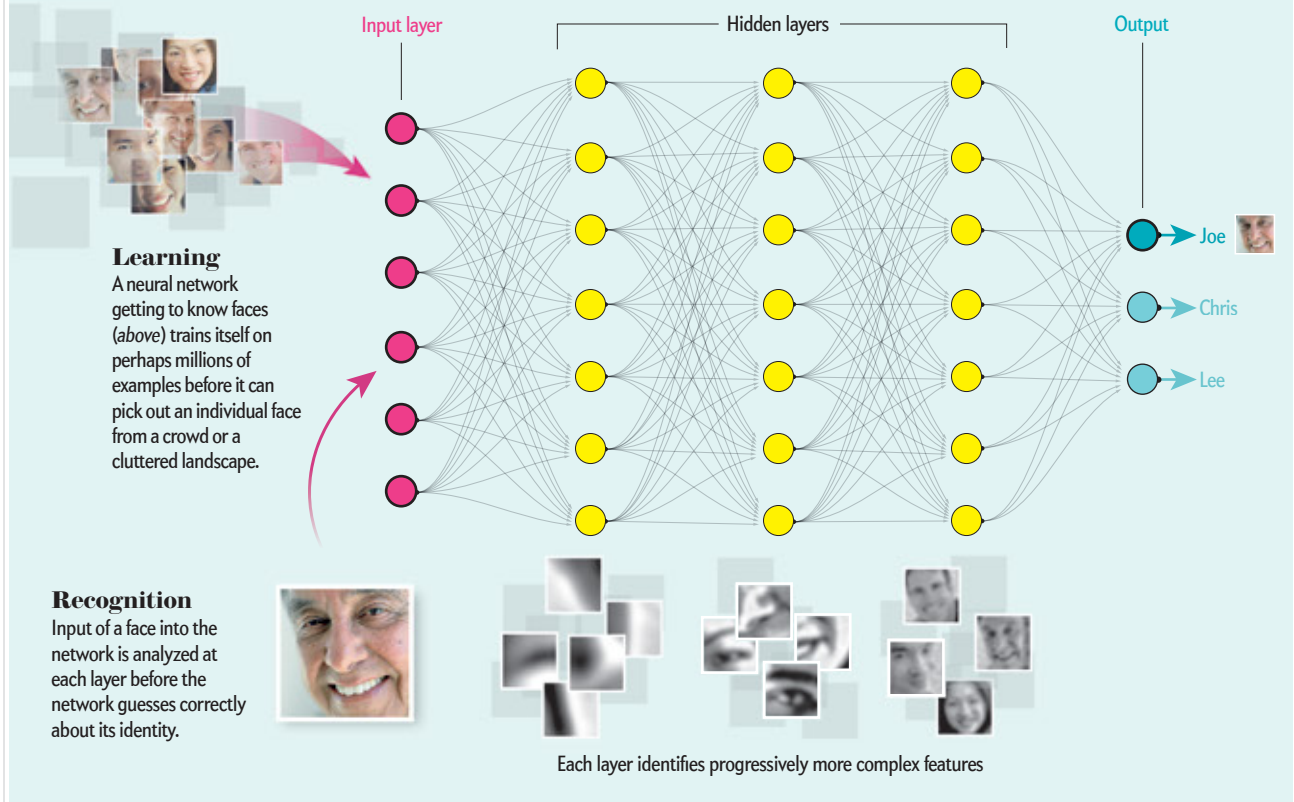 Input layer
Hidden layers
Output
Learning
A neural network
getting to know faces
(above) trains itself on
perhaps millions of
examples before it can
pick out an individual face
from a crowd or a
cluttered landscape.
Joe
Chris
Lee
Recognition
Input of a face into the
network is analyzed at
each layer before the
network guesses correctly
about its identity.
Each layer identifies progressively more complex features